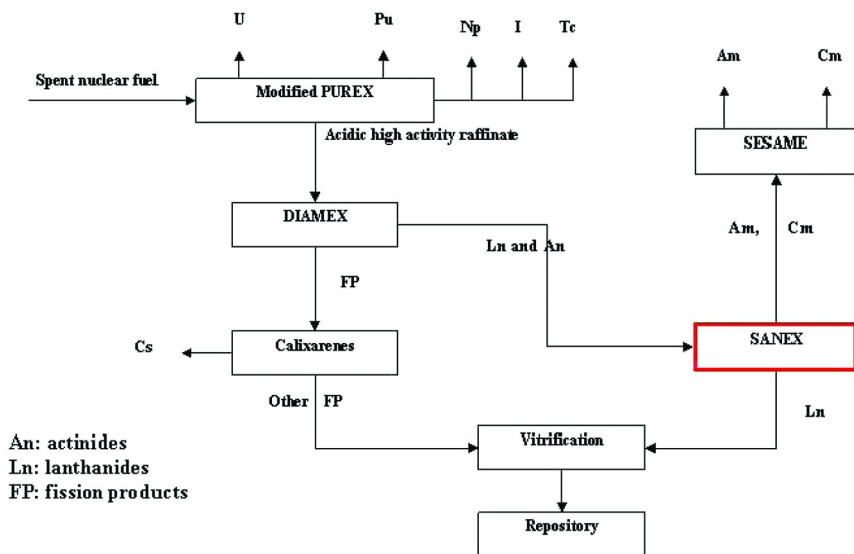 U
Pu
Np
I
Tc
Am
Cm
Spent nuclear fuel
Modified PUREX
Acidic high activity raffinate
SESAME
DIAMEX
Am,
Cm
Ln and An
FP
Cs
Calixarenes
SANEX
Other FP
Ln
An: actinides
Ln: lanthanides
FP: fission products
Vitrification
Repository